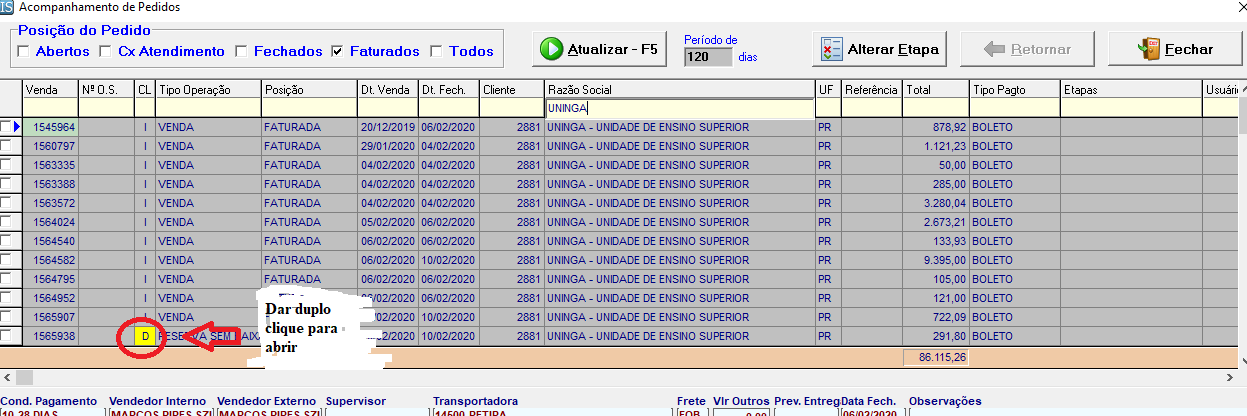 IS Acompanhamento de Pedidos
Posição do Pedido
Abertos Cx Atendimento Fechados Faturados Todos
Atualizar - F5
Período de
120 dias
Alterar Etapa
Retornar
Fechar
Venda Nº O.S. CL Tipo Operação Posição Dt. Venda Dt. Fech. Cliente Razão Social UF Referência Total Tipo Pagto Etapas
UNINGA
1545964 I VENDA FATURADA 20/12/2019 06/02/2020 2881 UNINGA - UNIDADE DE ENSINO SUPERIOR PR 878,92 BOLETO
1560797 I VENDA FATURADA 29/01/2020 04/02/2020 2881 UNINGA - UNIDADE DE ENSINO SUPERIOR PR 1.121,23 BOLETO
1563335 I VENDA FATURADA 04/02/2020 04/02/2020 2881 UNINGA - UNIDADE DE ENSINO SUPERIOR PR 50,00 BOLETO
1563388 I VENDA FATURADA 04/02/2020 04/02/2020 2881 UNINGA - UNIDADE DE ENSINO SUPERIOR PR 285,00 BOLETO
1563572 I VENDA FATURADA 04/02/2020 04/02/2020 2881 UNINGA - UNIDADE DE ENSINO SUPERIOR PR 3.280,04 BOLETO
1564024 I VENDA FATURADA 05/02/2020 06/02/2020 2881 UNINGA - UNIDADE DE ENSINO SUPERIOR PR 2.673,21 BOLETO
1564540 I VENDA FATURADA 06/02/2020 06/02/2020 2881 UNINGA - UNIDADE DE ENSINO SUPERIOR PR 133,93 BOLETO
1564582 I VENDA FATURADA 06/02/2020 10/02/2020 2881 UNINGA - UNIDADE DE ENSINO SUPERIOR PR 9.395,00 BOLETO
1564795 I VENDA FATURADA 06/02/2020 06/02/2020 2881 UNINGA - UNIDADE DE ENSINO SUPERIOR PR 105,00 BOLETO
1564952 I VENDA 06/02/2020 2881 UNINGA - UNIDADE DE ENSINO SUPERIOR PR 121,00 BOLETO
1565907 I VENDA 10/02/2020 2881 UNINGA - UNIDADE DE ENSINO SUPERIOR PR 722,09 BOLETO
1565938 D RESERVA SEM 10/02/2020 2881 UNINGA - UNIDADE DE ENSINO SUPERIOR PR 291,80 BOLETO
Dar duplo
clique para
abrir
86.115,26
Cond. Pagamento Vendedor Interno Vendedor Externo Supervisor Transportadora Frete Vlr Outros Prev. Entreg Data Fech. Observações
10 28 DIAS MARCOS PIRES SZI MARCOS PIRES SZI 14500 RETIRA FOB 0,00 06/02/2020